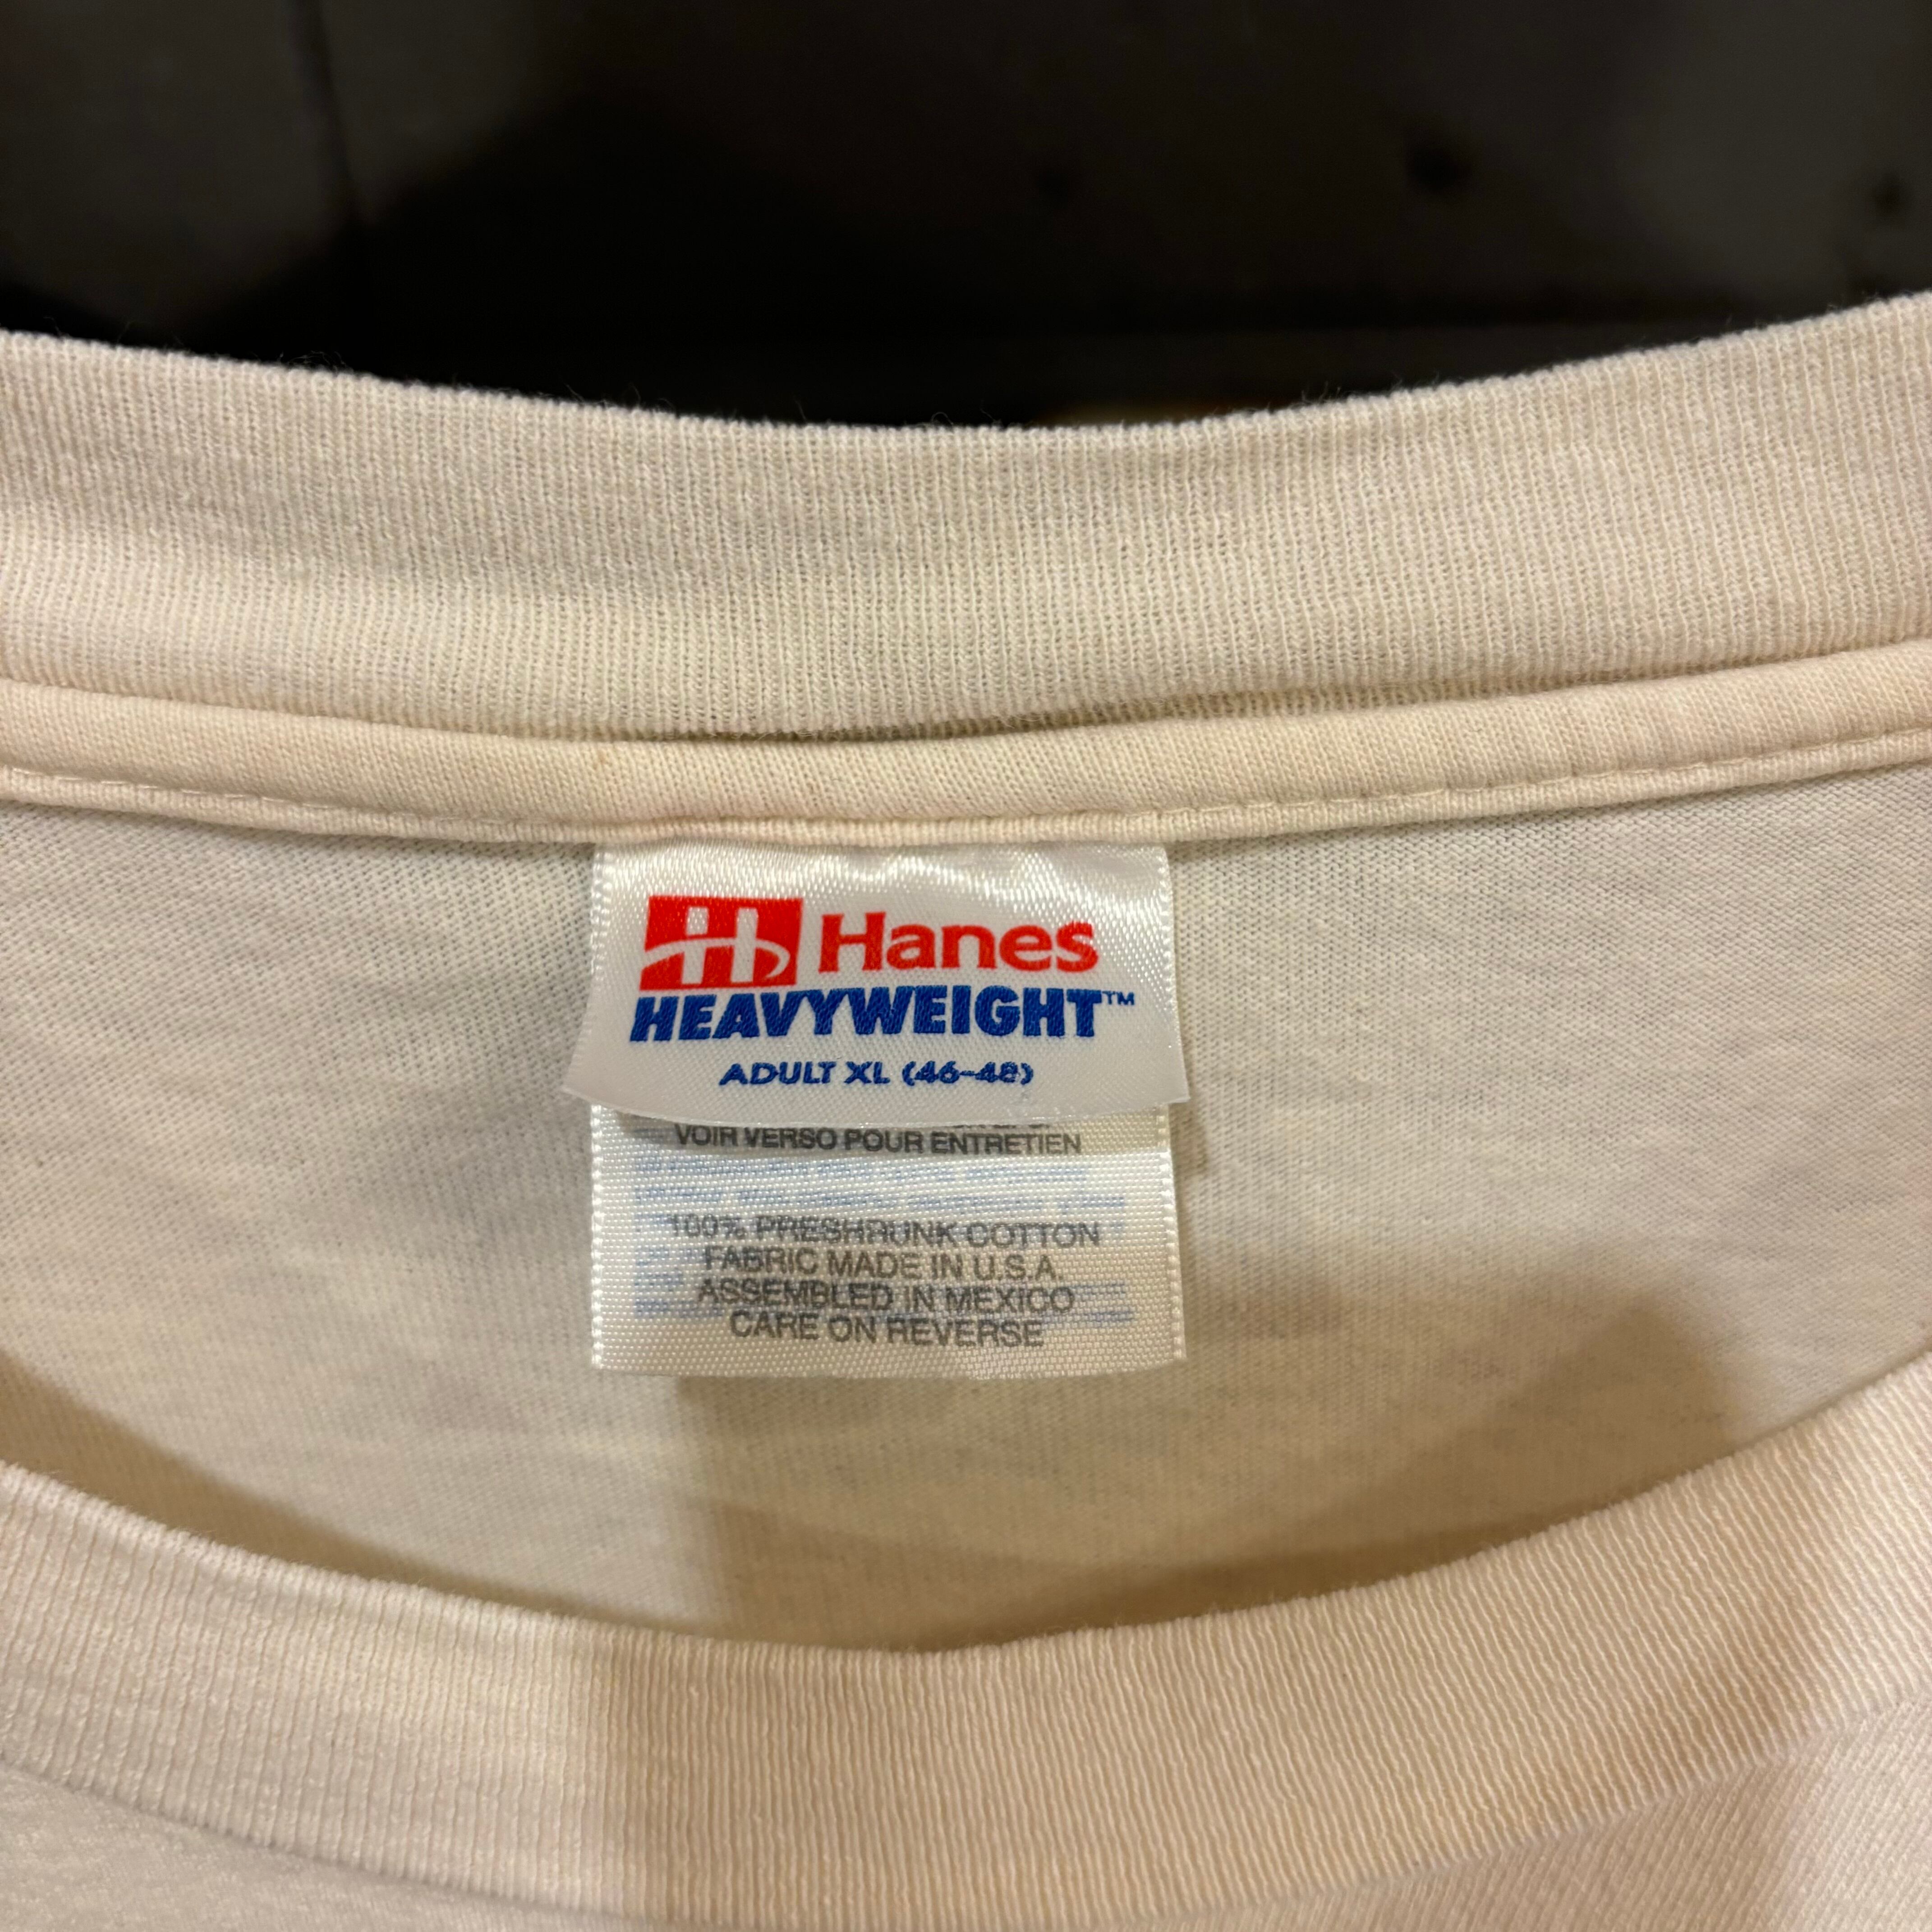 Hanes
HEAVYWEIGHT™
ADULT XL (46-48)
VOIR VERSO POUR ENTRETIEN
100% PRESHRUNK COTTON
FABRIC MADE IN U.S.A.
ASSEMBLED IN MEXICO
CARE ON REVERSE